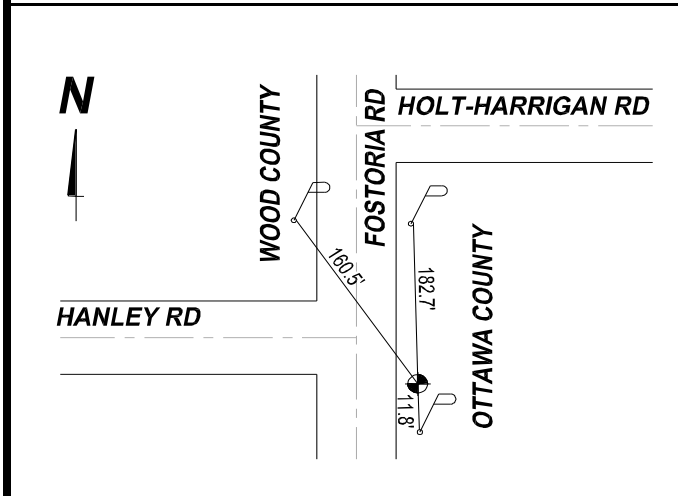 N
WOOD COUNTY
FOSTORIA RD
HOLT-HARRIGAN RD
160.5'
182.7'
OTTAWA COUNTY
HANLEY RD
11.8'